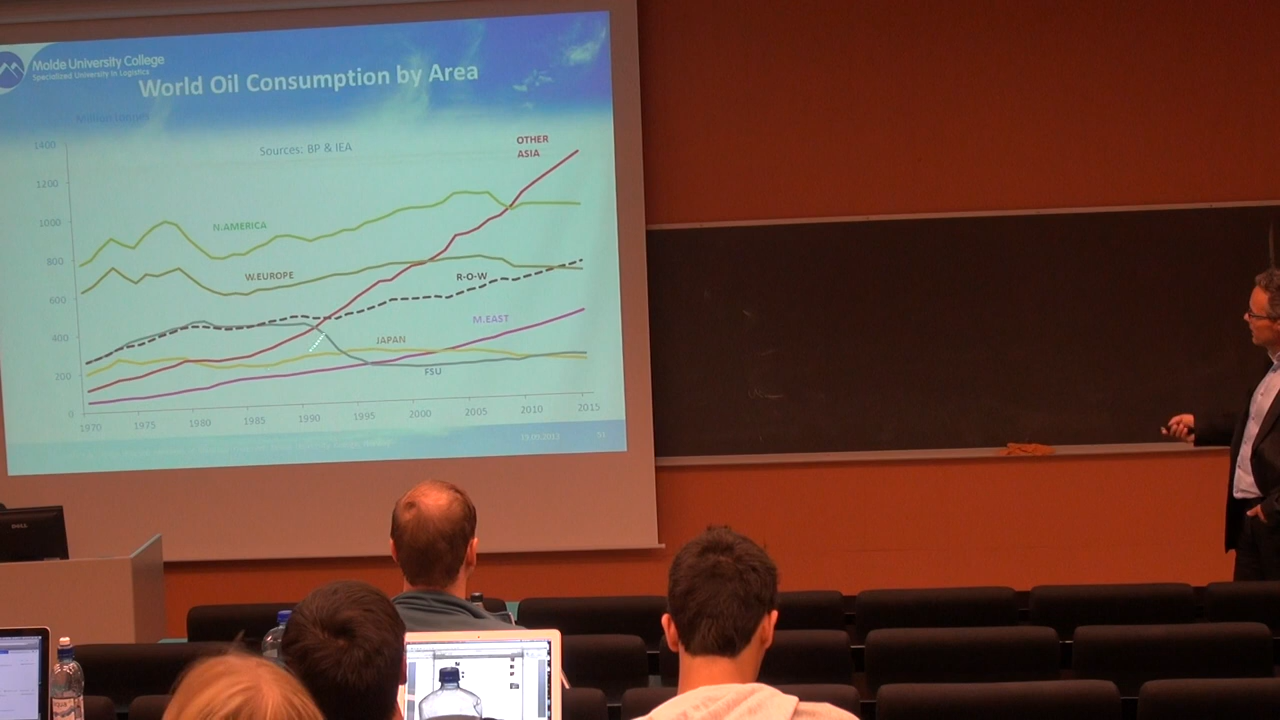 Molde University College
Specialized University in Logistics
World Oil Consumption by Area
Sources: BP & IEA
OTHER
ASIA
1400
1200
1000
800
600
400
200
0
N.AMERICA
W.EUROPE
R-O-W
M.EAST
JAPAN
FSU
1970 1975 1980 1985 1990 1995 2000 2005 2010 2015
DELL